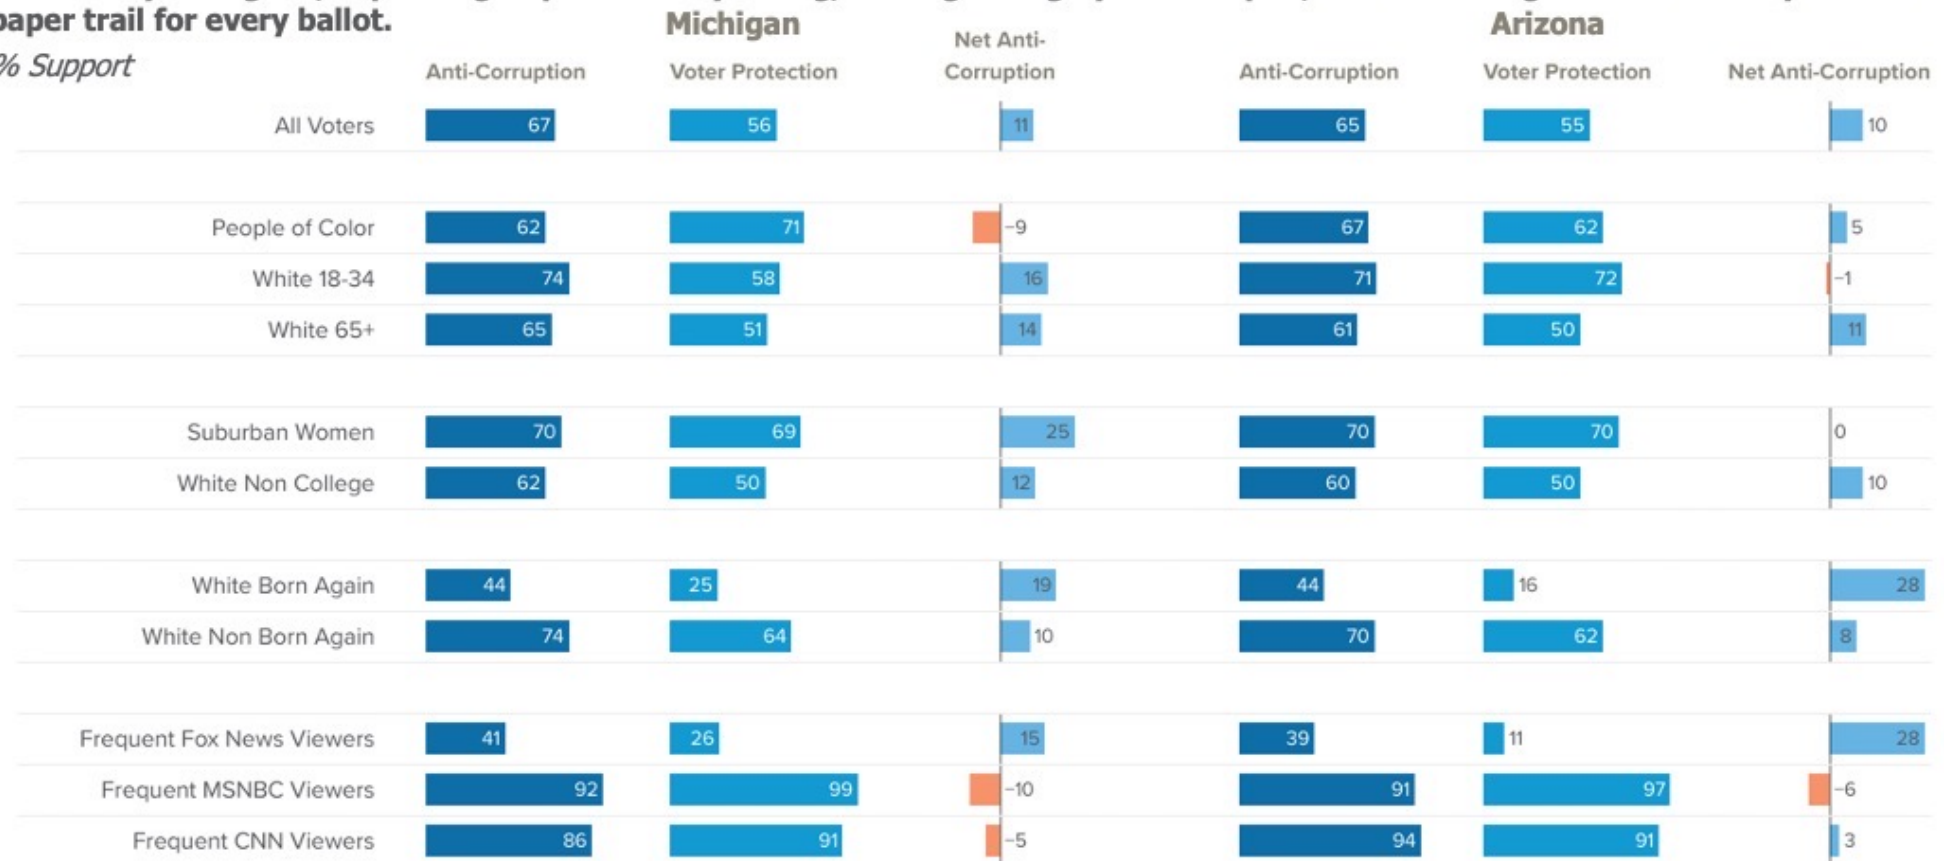 paper trail for every ballot.
% Support
Michigan
Arizona
Anti-Corruption Voter Protection Net Anti-Corruption Anti-Corruption Voter Protection Net Anti-Corruption
All Voters 67 56 11 65 55 10
People of Color 62 71 −9 67 62 5
White 18-34 74 58 16 71 72 −1
White 65+ 65 51 14 61 50 11
Suburban Women 70 69 25 70 70 0
White Non College 62 50 12 60 50 10
White Born Again 44 25 19 44 16 28
White Non Born Again 74 64 10 70 62 8
Frequent Fox News Viewers 41 26 15 39 11 28
Frequent MSNBC Viewers 92 99 −10 91 97 −6
Frequent CNN Viewers 86 91 −5 94 91 3